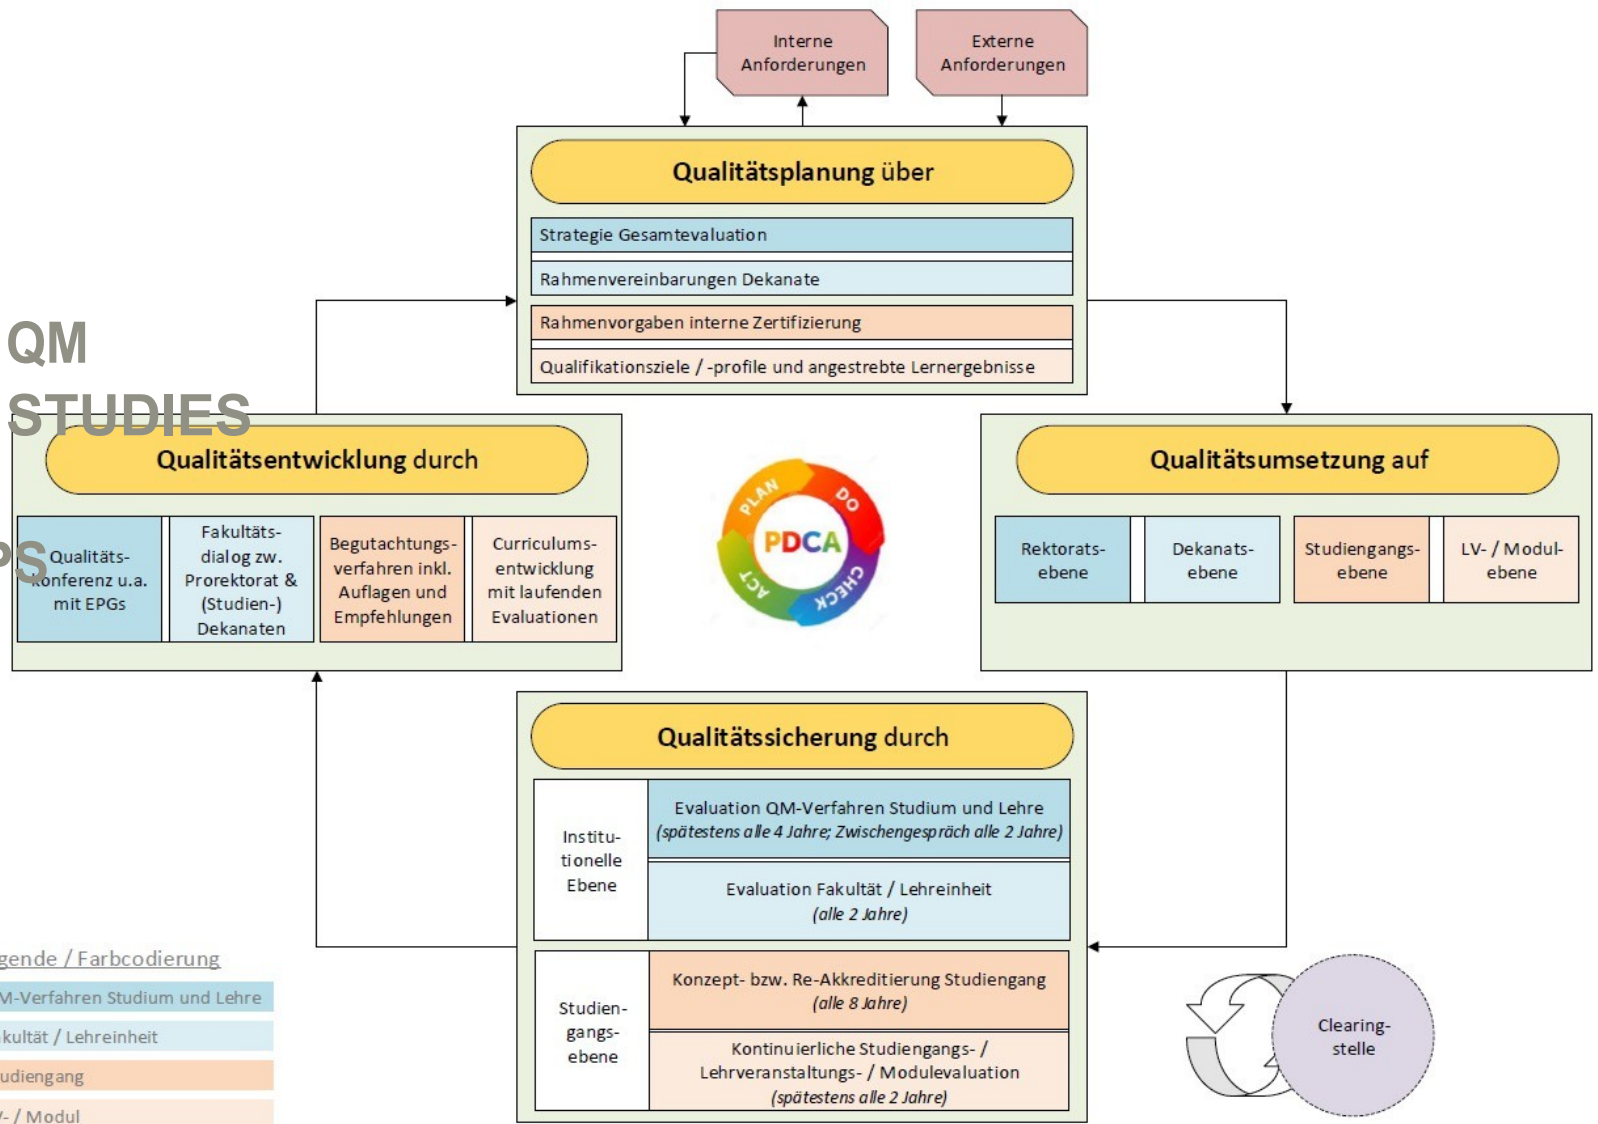 Interne
Anforderungen
Externe
Anforderungen
Qualitätsplanung über
Strategie Gesamtevaluation
Rahmenvereinbarungen Dekanate
Rahmenvorgaben interne Zertifizierung
Qualifikationsziele / -profile und angestrebte Lernergebnisse
QM
STUDIES
PS
Qualitätsentwicklung durch
Qualitäts-
konferenz u.a.
mit EPGs
Fakultäts-
dialog zw.
Prorektorat &
(Studien-)
Dekanaten
Begutachtungs-
verfahren inkl.
Auflagen und
Empfehlungen
Curriculums-
entwicklung
mit laufenden
Evaluationen
PLAN
DO
PDCA
ACT
CHECK
Qualitätsumsetzung auf
Rektorats-
ebene
Dekanats-
ebene
Studiengangs-
ebene
LV- / Modul-
ebene
Qualitätssicherung durch
Institu-
tionelle
Ebene
Evaluation QM-Verfahren Studium und Lehre
(spätestens alle 4 Jahre; Zwischengespräch alle 2 Jahre)
Evaluation Fakultät / Lehreinheit
(alle 2 Jahre)
Studien-
gangs-
ebene
Konzept- bzw. Re-Akkreditierung Studiengang
(alle 8 Jahre)
Kontinuierliche Studiengangs- /
Lehrveranstaltungs- / Modulevaluation
(spätestens alle 2 Jahre)
gende / Farbcodierung
M-Verfahren Studium und Lehre
kultät / Lehreinheit
udiengang
- / Modul
Clearing-
stelle